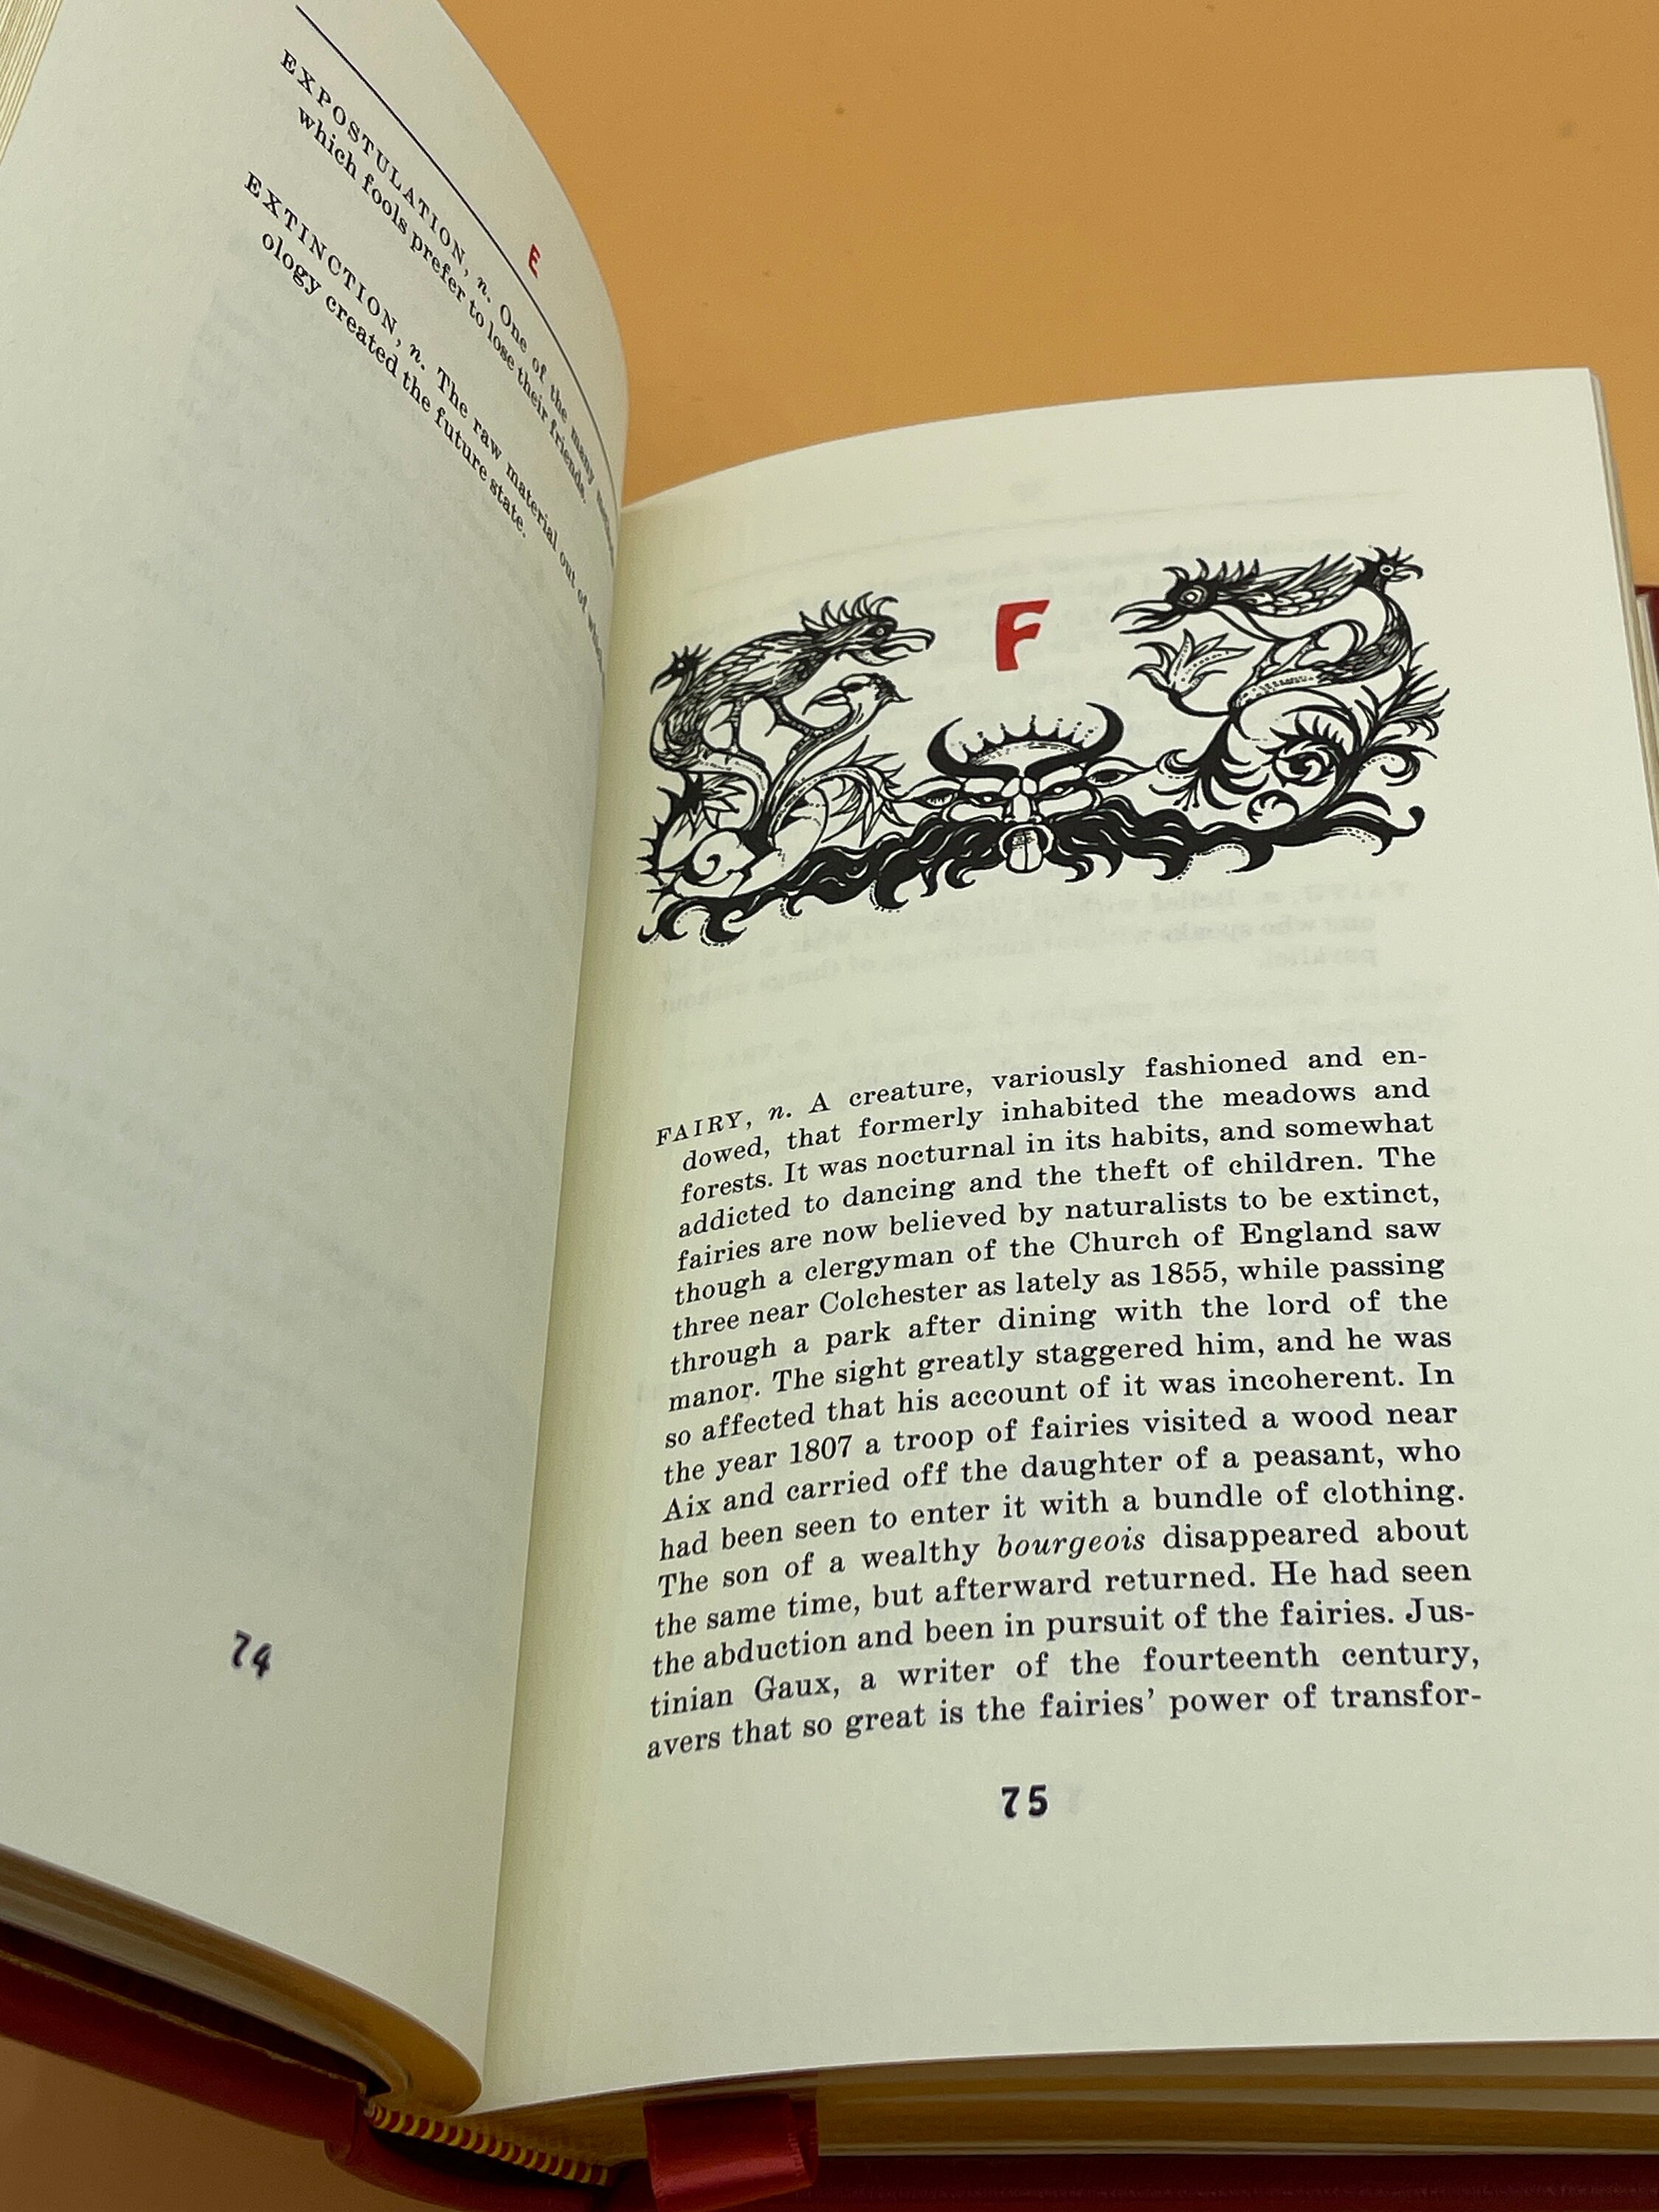 E
EXPOSTULATION, n. One of the many
which fools prefer to lose their friends.
EXTINCTION, n. The raw material out of
ology created the future state.
74
F
FAIRY, n. A creature, variously fashioned and en-
dowed, that formerly inhabited the meadows and
forests. It was nocturnal in its habits, and somewhat
addicted to dancing and the theft of children. The
fairies are now believed by naturalists to be extinct,
though a clergyman of the Church of England saw
three near Colchester as lately as 1855, while passing
through a park after dining with the lord of the
manor. The sight greatly staggered him, and he was
so affected that his account of it was incoherent. In
the year 1807 a troop of fairies visited a wood near
Aix and carried off the daughter of a peasant, who
had been seen to enter it with a bundle of clothing.
The son of a wealthy bourgeois disappeared about
the same time, but afterward returned. He had seen
the abduction and been in pursuit of the fairies. Jus-
tinian Gaux, a writer of the fourteenth century,
avers that so great is the fairies’ power of transfor-
75